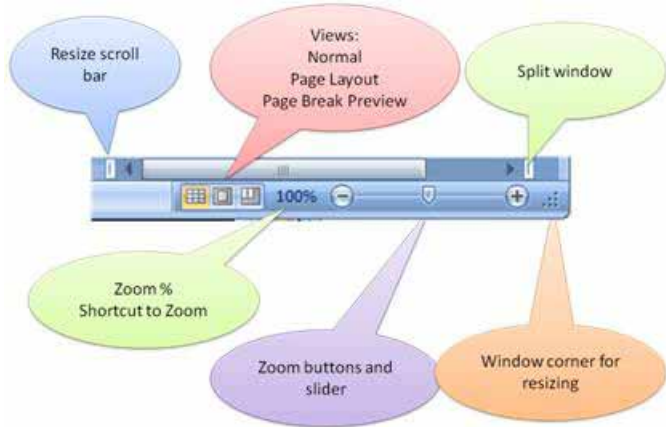 Resize scroll
bar
Views:
Normal
Page Layout
Page Break Preview
Split window
100%
Zoom %
Shortcut to Zoom
Zoom buttons and
slider
Window corner for
resizing